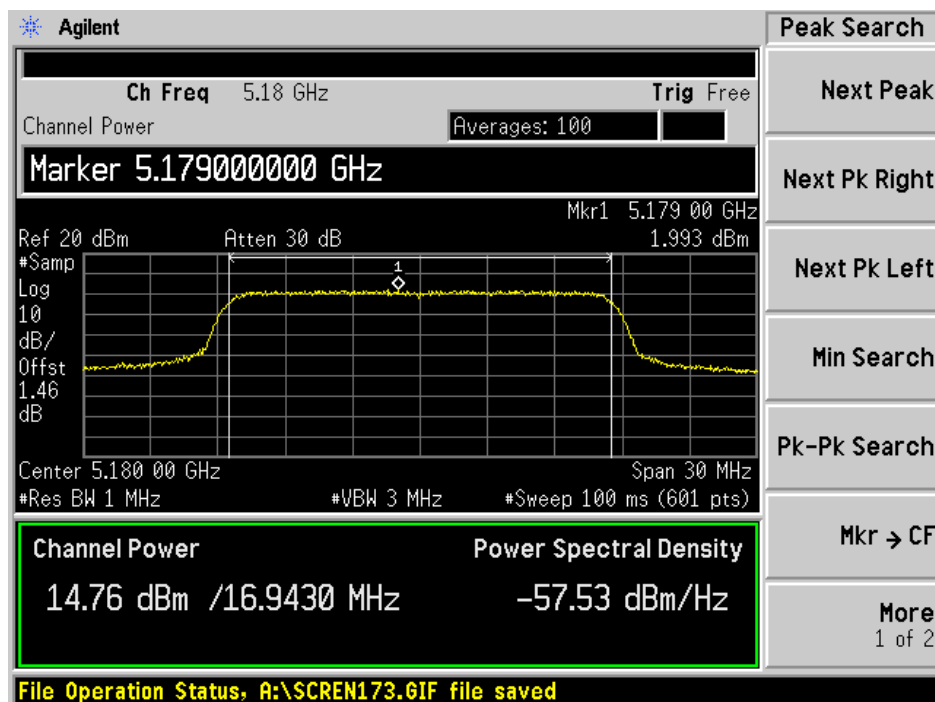 Agilent
Peak Search
Ch Freq 5.18 GHz Trig Free
Channel Power Averages: 100
Marker 5.179000000 GHz
Mkr1 5.179 00 GHz
Ref 20 dBm Atten 30 dB 1.993 dBm
#Samp
Log
10
dB/
Offst
1.46
dB
1
Center 5.180 00 GHz Span 30 MHz
#Res BW 1 MHz #VBW 3 MHz #Sweep 100 ms (601 pts)
Channel Power Power Spectral Density
14.76 dBm /16.9430 MHz -57.53 dBm/Hz
File Operation Status, A:\SCREN173.GIF file saved
Next Peak
Next Pk Right
Next Pk Left
Min Search
Pk-Pk Search
Mkr → CF
More
1 of 2